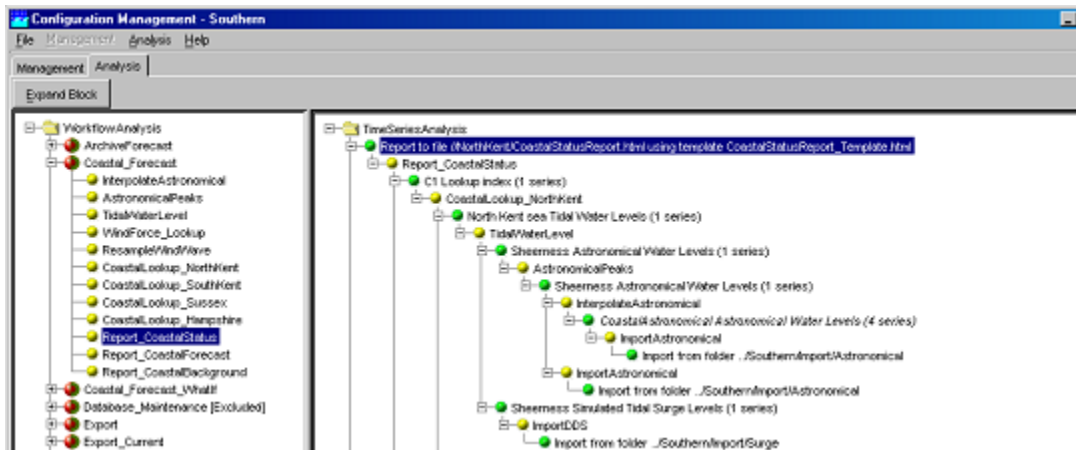 Configuration Management - Southern
File Management Analysis Help
Management Analysis
Expand Block
WorkflowAnalysis
ArchiveForecast
Coastal_Forecast
InterpolateAstronomical
AstronomicalPeaks
TidalWaterLevel
WindForce_Lookup
ResampleWindWave
CoastalLookup_NorthKent
CoastalLookup_SouthKent
CoastalLookup_Sussex
CoastalLookup_Hampshire
Report_CoastalStatus
Report_CoastalForecast
Report_CoastalBackground
Coastal_Forecast_WhatIf
Database_Maintenance [Excluded]
Export
Export_Current
TimeSeriesAnalysis
Report to file //NorthKent/CoastalStatusReport.html using template CoastalStatusReport_Template.html
Report_CoastalStatus
C1 Lookup index (1 series)
CoastalLookup_NorthKent
North Kent sea Tidal Water Levels (1 series)
TidalWaterLevel
Sheerness Astronomical Water Levels (1 series)
AstronomicalPeaks
Sheerness Astronomical Water Levels (1 series)
InterpolateAstronomical
CoastalAstronomical Astronomical Water Levels (4 series)
ImportAstronomical
Import from folder ../Southern/Import/Astronomical
ImportAstronomical
Import from folder ../Southern/Import/Astronomical
Sheerness Simulated Tidal Surge Levels (1 series)
ImportDDS
Import from folder ../Southern/Import/Surge